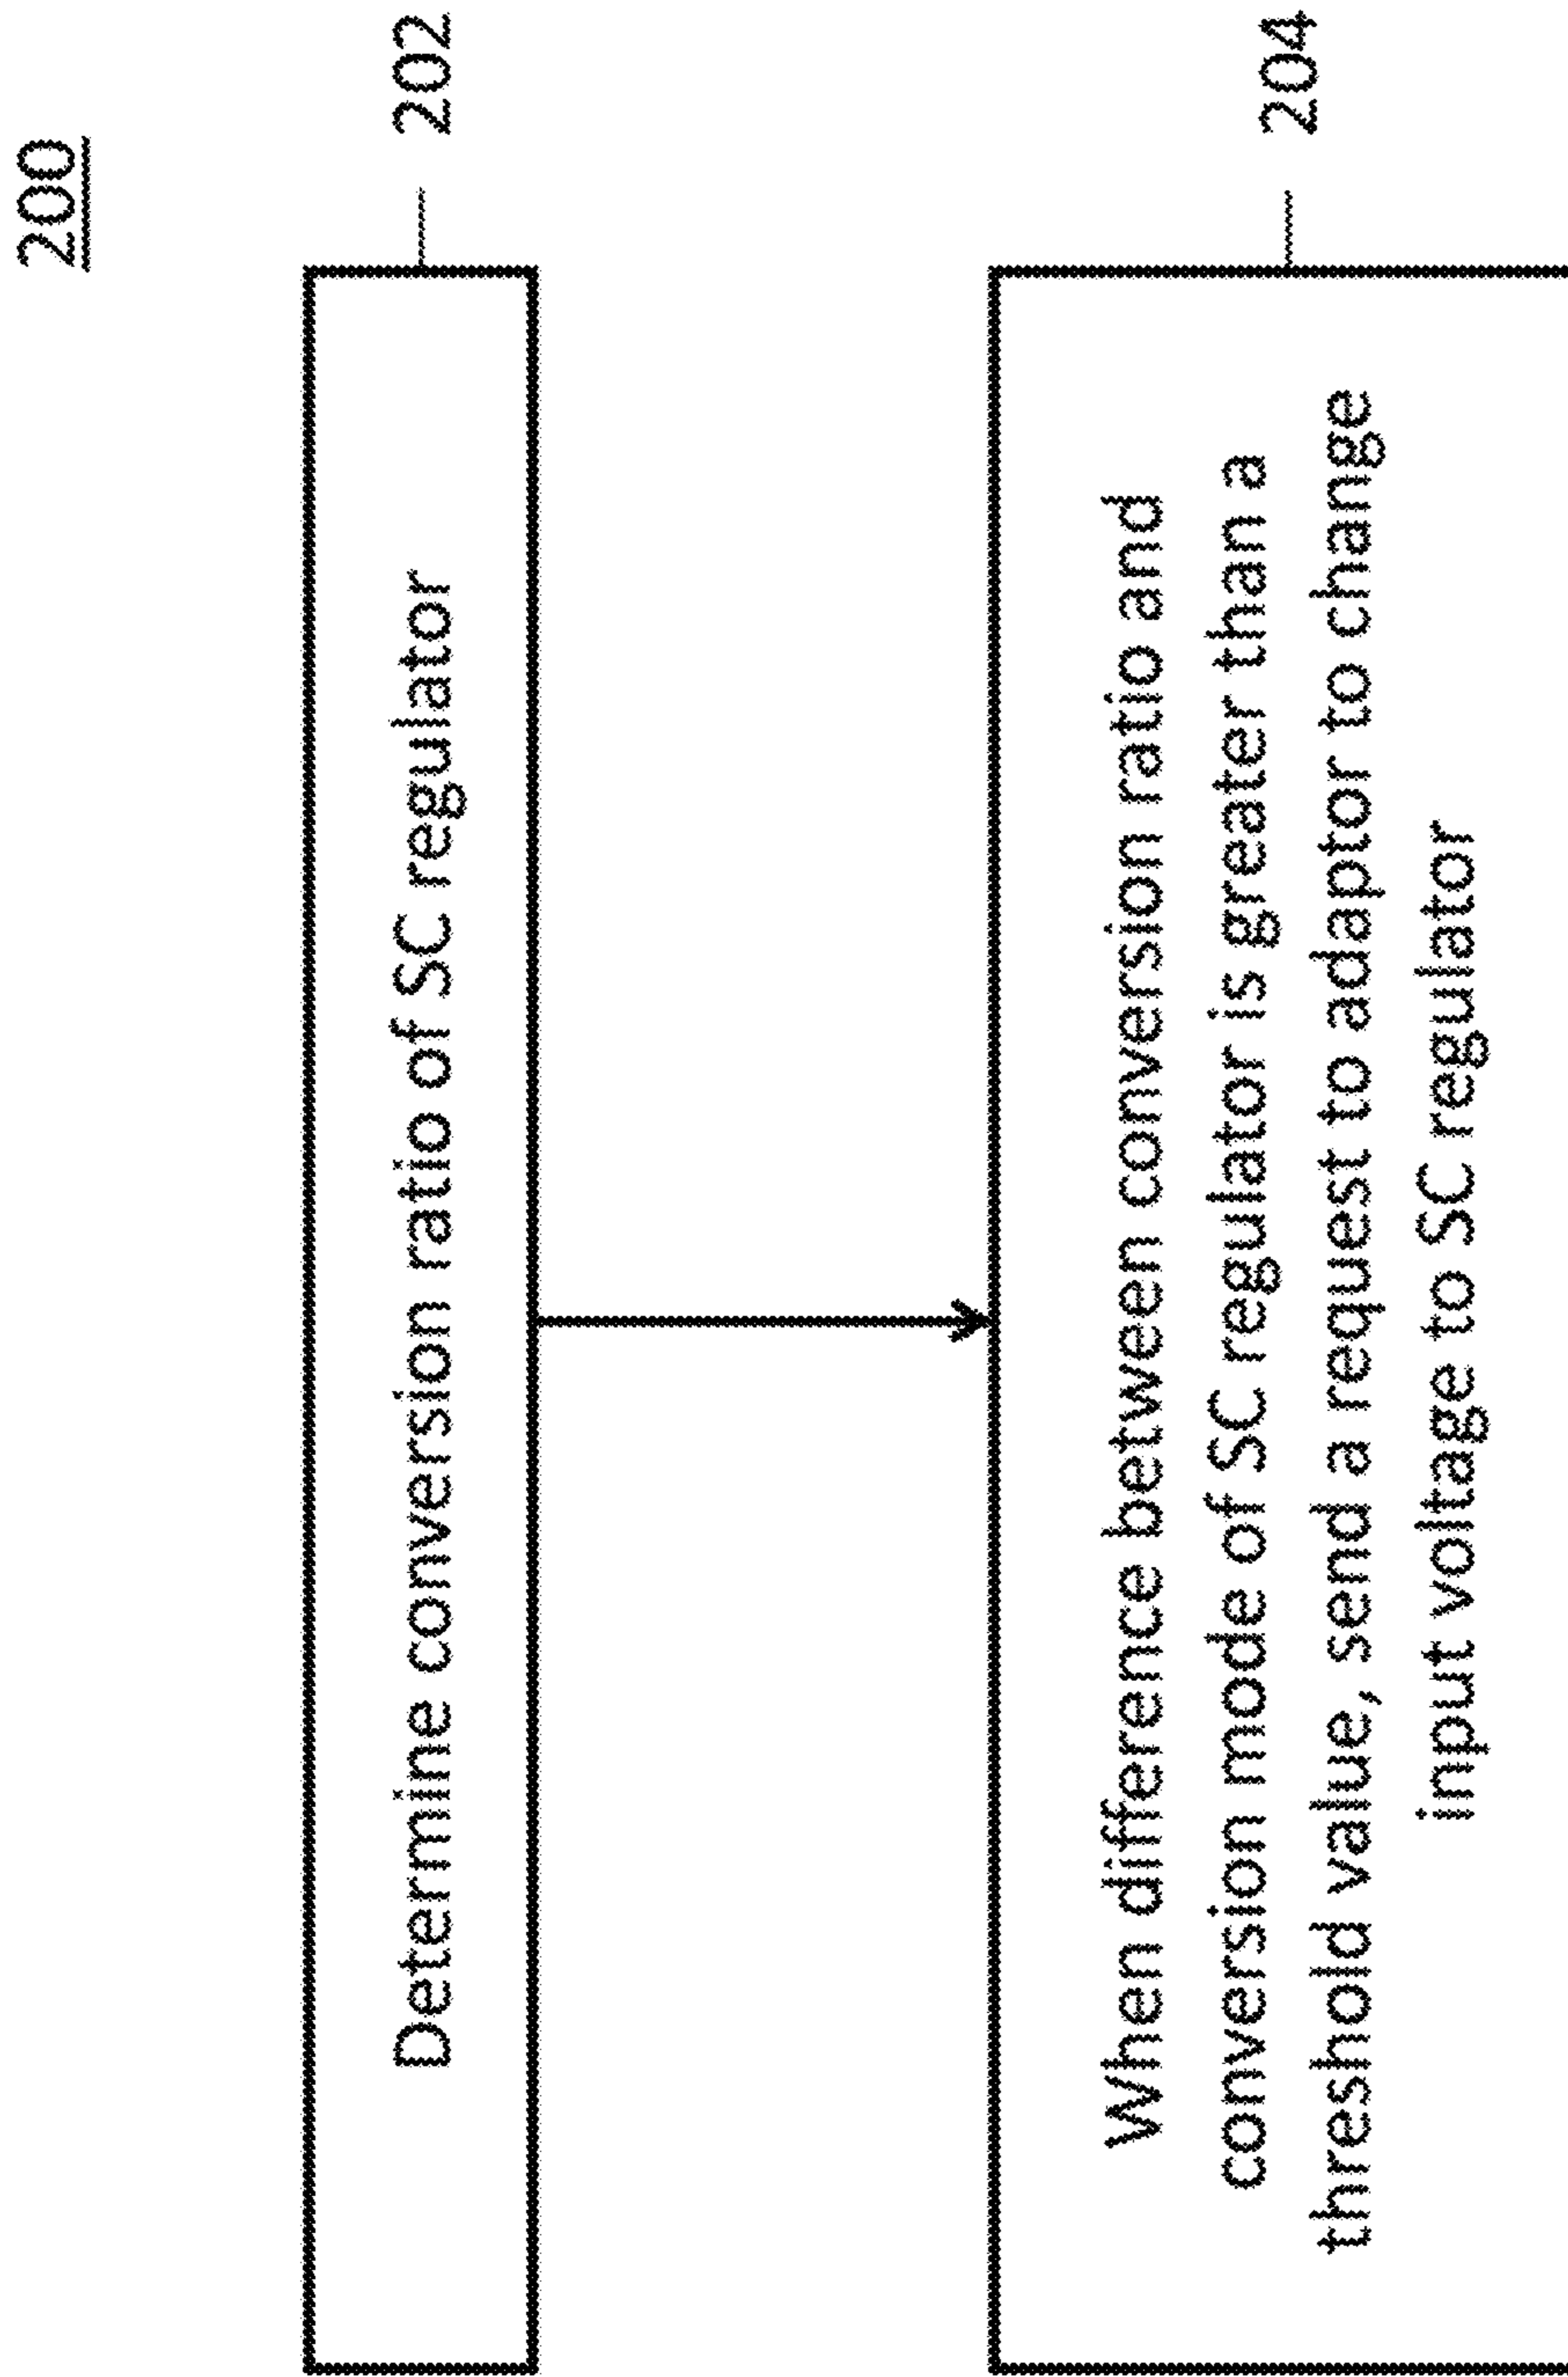 200
Determine conversion ratio of SC regulator
202
When difference between conversion ratio and
conversion mode of SC regulator is greater than a
threshold value, send a request to adaptor to change
input voltage to SC regulator
204